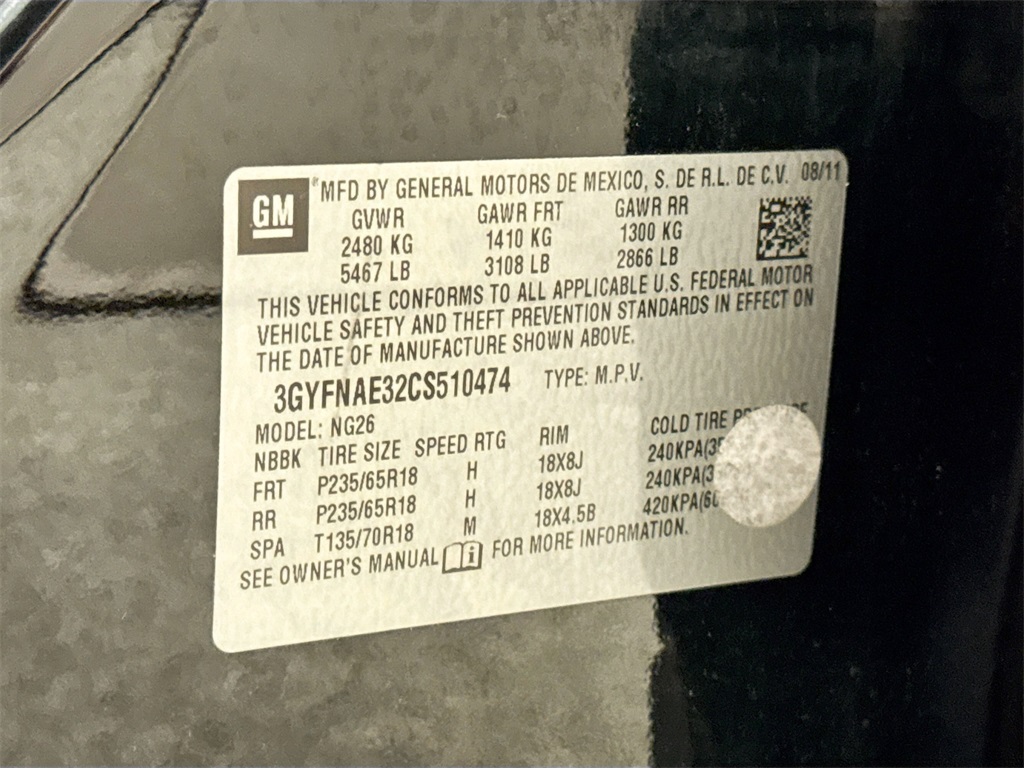 GM
*MFD BY GENERAL MOTORS DE MEXICO, S. DE R.L. DE C.V. 08/11
GVWR GAWR FRT GAWR RR
2480 KG 1410 KG 1300 KG
5467 LB 3108 LB 2866 LB
THIS VEHICLE CONFORMS TO ALL APPLICABLE U.S. FEDERAL MOTOR
VEHICLE SAFETY AND THEFT PREVENTION STANDARDS IN EFFECT ON
THE DATE OF MANUFACTURE SHOWN ABOVE.
3GYFNAE32CS510474 TYPE: M.P.V.
MODEL: NG26
NBBK TIRE SIZE SPEED RTG RIM COLD TIRE
FRT P235/65R18 H 18X8J 240KPA(35
RR P235/65R18 H 18X8J 240KPA(3
SPA T135/70R18 M 18X4.5B 420KPA(60
SEE OWNER'S MANUAL FOR MORE INFORMATION.